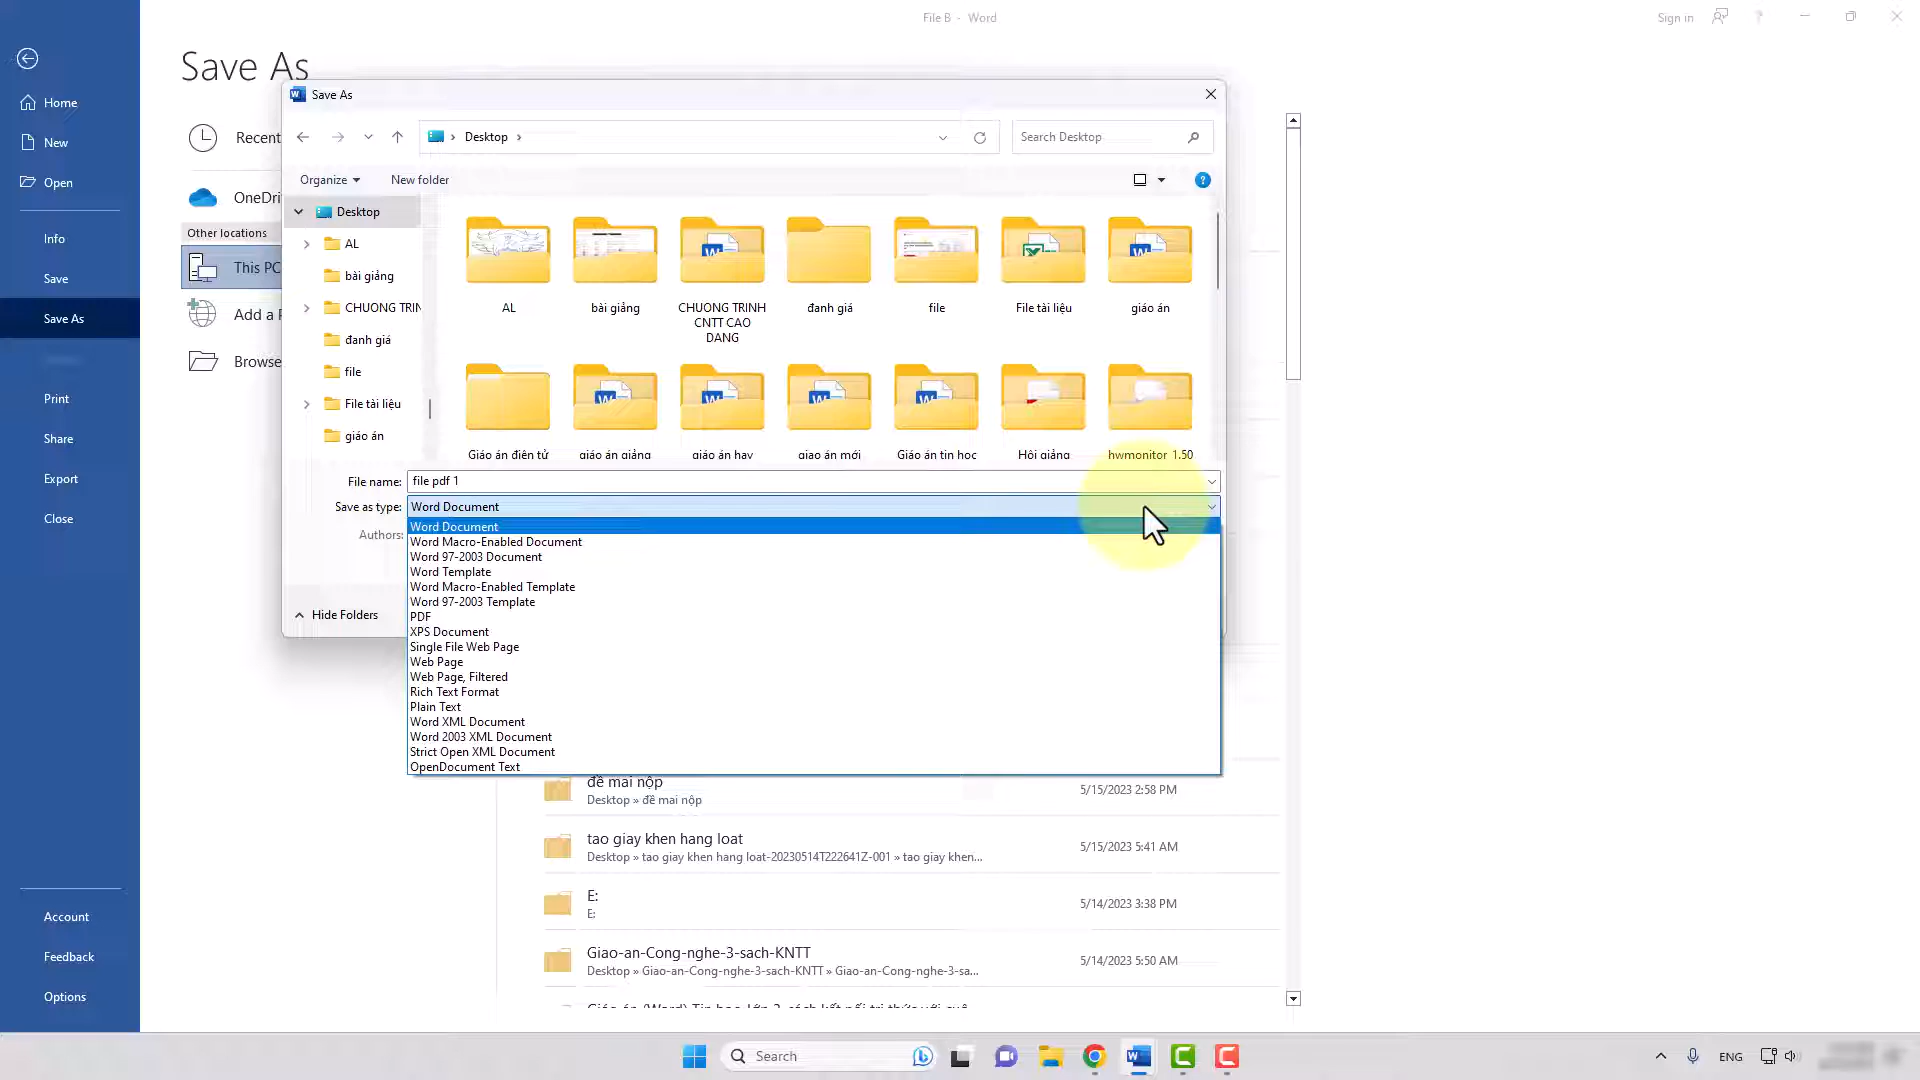 File B - Word
Sign in
?
Save As
Home
New
Open
Info
Save
Save As
Print
Share
Export
Close
Account
Feedback
Options
Recent
OneDri
Other locations
This PC
Add a P
Browse
Save As
Desktop
Search Desktop
Organize
New folder
Desktop
AL
bài giảng
CHUONG TRIN
đanh giá
file
File tài liệu
giáo án
AL
bài giảng
CHUONG TRINH
CNTT CAO
DANG
đanh giá
file
File tài liệu
giáo án
Giáo án điện tử
giáo án giảng
giáo án hay
giao án mới
Giáo án tin học
Hội giảng
hwmonitor_1.50
File name: file pdf 1
Save as type: Word Document
Authors:
Word Document
Word Macro-Enabled Document
Word 97-2003 Document
Word Template
Word Macro-Enabled Template
Word 97-2003 Template
PDF
XPS Document
Single File Web Page
Web Page
Web Page, Filtered
Rich Text Format
Plain Text
Word XML Document
Word 2003 XML Document
Strict Open XML Document
OpenDocument Text
Hide Folders
đề mai nộp
Desktop » đề mai nộp
5/15/2023 2:58 PM
tao giay khen hang loat
Desktop » tao giay khen hang loat-20230514T222641Z-001 » tao giay khen...
5/15/2023 5:41 AM
E:
E:
5/14/2023 3:38 PM
Giao-an-Cong-nghe-3-sach-KNTT
Desktop » Giao-an-Cong-nghe-3-sach-KNTT » Giao-an-Cong-nghe-3-sa...
5/14/2023 5:50 AM
Search
ENG